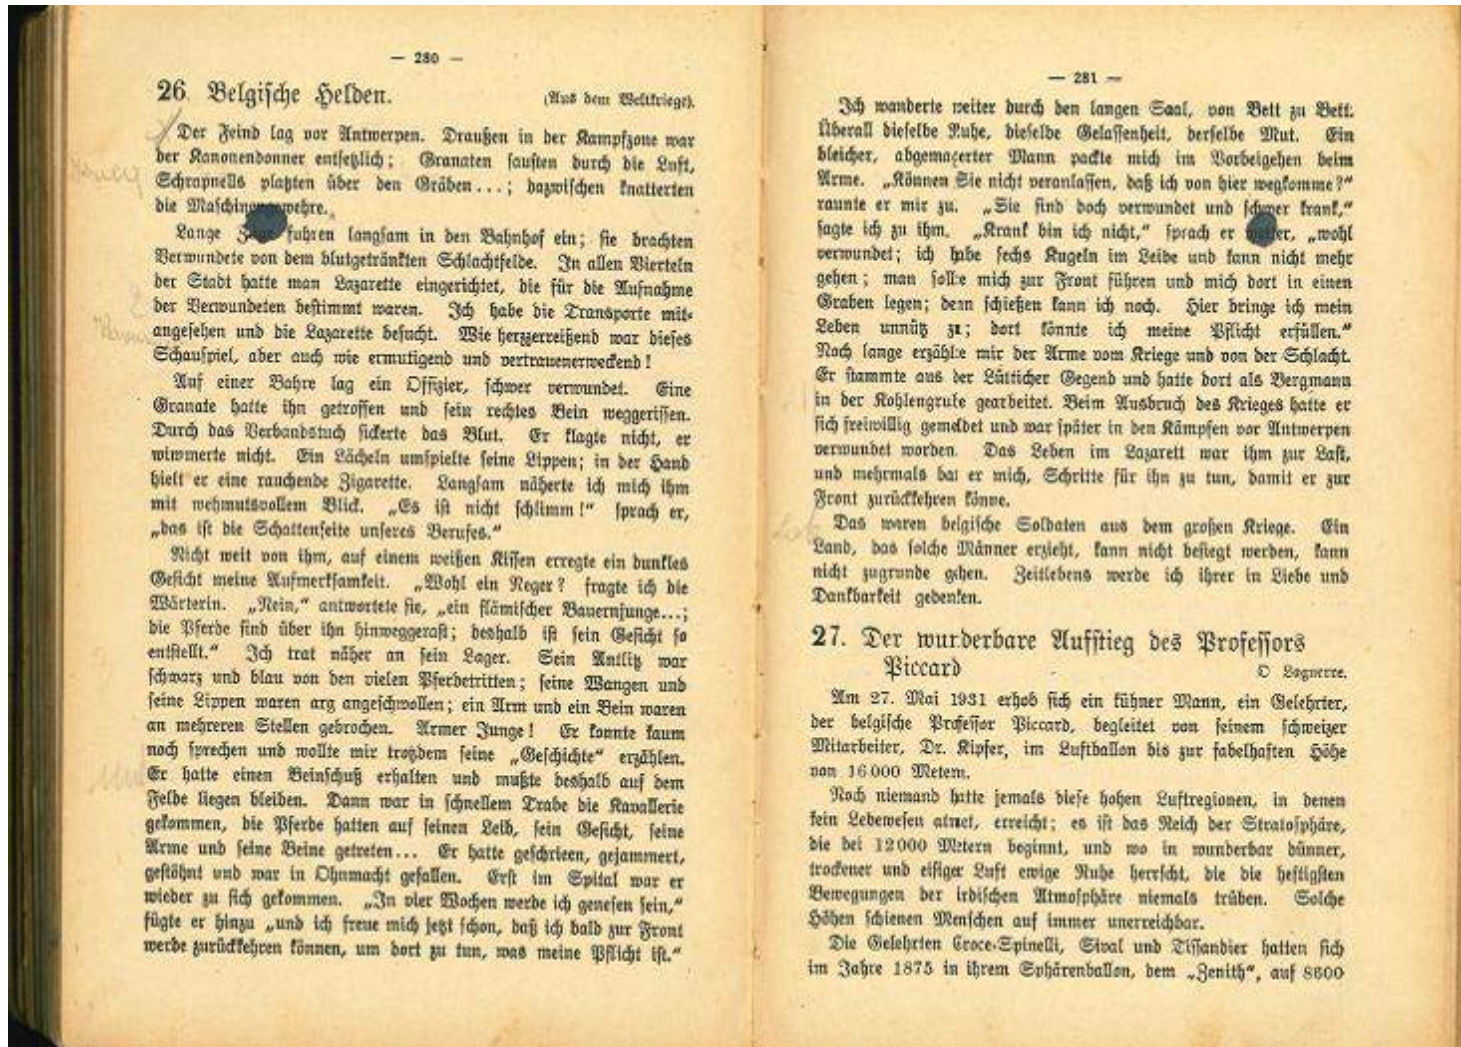 — 280 —
26. Belgische Helden.
(Aus dem Weltkriege).
Der Feind lag vor Antwerpen. Draußen in der Kampfzone war
der Kanonendonner entsetzlich; Granaten sausten durch die Luft,
Schrapnells platzten über den Gräben...; dazwischen knatterten
die Maschinengewehre.
Lange fuhren langsam in den Bahnhof ein; sie brachten
Verwundete von dem blutgetränkten Schlachtfelde. In allen Vierteln
der Stadt hatte man Lazarette eingerichtet, die für die Aufnahme
der Verwundeten bestimmt waren. Ich habe die Transporte mit-
angesehen und die Lazarette besucht. Wie herzzerreißend war dieses
Schauspiel, aber auch wie ermutigend und vertrauenerweckend!
Auf einer Bahre lag ein Offizier, schwer verwundet. Eine
Granate hatte ihn getroffen und sein rechtes Bein weggerissen.
Durch das Verbandstuch sickerte das Blut. Er klagte nicht, er
wimmerte nicht. Ein Lächeln umspielte seine Lippen; in der Hand
hielt er eine rauchende Zigarette. Langsam näherte ich mich ihm
mit wehmutsvollem Blick. „Es ist nicht schlimm!“ sprach er,
„das ist die Schattenseite unseres Berufes.“
Nicht weit von ihm, auf einem weißen Kissen erregte ein dunkles
Gesicht meine Aufmerksamkeit. „Wohl ein Neger? fragte ich die
Wärterin. „Nein,“ antwortete sie, „ein flämischer Bauernjunge...;
die Pferde sind über ihn hinweggerast; deshalb ist sein Gesicht so
entstellt.“ Ich trat näher an sein Lager. Sein Antlitz war
schwarz und blau von den vielen Pferdetritten; seine Wangen und
seine Lippen waren arg angeschwollen; ein Arm und ein Bein waren
an mehreren Stellen gebrochen. Armer Junge! Er konnte kaum
noch sprechen und wollte mir trotzdem seine „Geschichte“ erzählen.
Er hatte einen Beinschuß erhalten und mußte deshalb auf dem
Felde liegen bleiben. Dann war in schnellem Trabe die Kavallerie
gekommen, die Pferde hatten auf seinen Leib, sein Gesicht, seine
Arme und seine Beine getreten... Er hatte geschrieen, gejammert,
gestöhnt und war in Ohnmacht gefallen. Erst im Spital war er
wieder zu sich gekommen. „In vier Wochen werde ich genesen sein,“
fügte er hinzu „und ich freue mich jetzt schon, daß ich bald zur Front
werde zurückkehren können, um dort zu tun, was meine Pflicht ist.“
— 281 —
Ich wanderte weiter durch den langen Saal, von Bett zu Bett.
Überall dieselbe Ruhe, dieselbe Gelassenheit, derselbe Mut. Ein
bleicher, abgemagerter Mann packte mich im Vorbeigehen beim
Arme. „Können Sie nicht veranlassen, daß ich von hier wegkomme?“
raunte er mir zu. „Sie sind doch verwundet und schwer krank,“
sagte ich zu ihm. „Krank bin ich nicht,“ sprach er weiter, „wohl
verwundet; ich habe sechs Kugeln im Leibe und kann nicht mehr
gehen; man sollte mich zur Front führen und mich dort in einen
Graben legen; denn schießen kann ich noch. Hier bringe ich mein
Leben unnütz zu; dort könnte ich meine Pflicht erfüllen.“
Noch lange erzählte mir der Arme vom Kriege und von der Schlacht.
Er stammte aus der Lütticher Gegend und hatte dort als Bergmann
in der Kohlengrube gearbeitet. Beim Ausbruch des Krieges hatte er
sich freiwillig gemeldet und war später in den Kämpfen vor Antwerpen
verwundet worden. Das Leben im Lazarett war ihm zur Last,
und mehrmals bat er mich, Schritte für ihn zu tun, damit er zur
Front zurückkehren könne.
Das waren belgische Soldaten aus dem großen Kriege. Ein
Land, das solche Männer erzieht, kann nicht besiegt werden, kann
nicht zugrunde gehen. Zeitlebens werde ich ihrer in Liebe und
Dankbarkeit gedenken.
27. Der wunderbare Aufstieg des Professors
Piccard
O
Am 27. Mai 1931 erhob sich ein kühner Mann, ein Gelehrter,
der belgische Professor Piccard, begleitet von seinem schweizer
Mitarbeiter, Dr. Kipfer, im Luftballon bis zur fabelhaften Höhe
von 16000 Metern.
Noch niemand hatte jemals diese hohen Luftregionen, in denen
kein Lebewesen atmet, erreicht; es ist das Reich der Stratosphäre,
die bei 12000 Metern beginnt, und wo in wunderbar dünner,
trockener und eisiger Luft ewige Ruhe herrscht, die die heftigsten
Bewegungen der irdischen Atmosphäre niemals trüben. Solche
Höhen schienen Menschen auf immer unerreichbar.
Die Gelehrten Croce-Spinelli, Sival und Tissandier hatten sich
im Jahre 1875 in ihrem Sphärenballon, dem „Zenith“, auf 8600